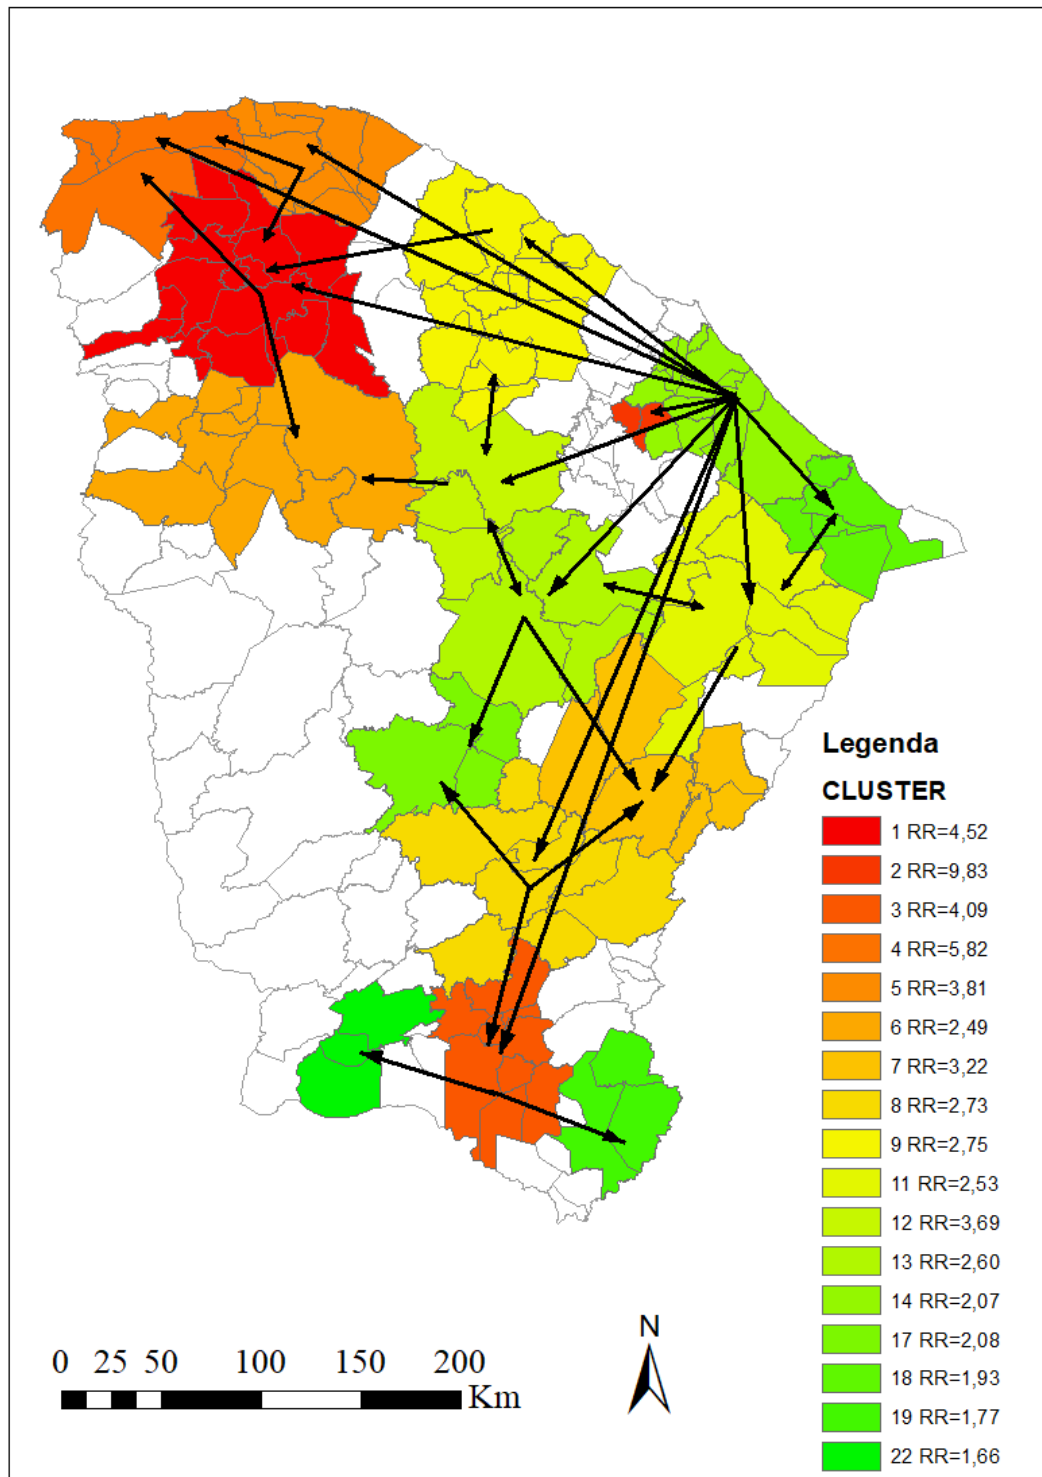 Legenda
CLUSTER
1 RR=4,52
2 RR=9,83
3 RR=4,09
4 RR=5,82
5 RR=3,81
6 RR=2,49
7 RR=3,22
8 RR=2,73
9 RR=2,75
11 RR=2,53
12 RR=3,69
13 RR=2,60
14 RR=2,07
17 RR=2,08
18 RR=1,93
19 RR=1,77
22 RR=1,66
N
0 25 50 100 150 200
Km